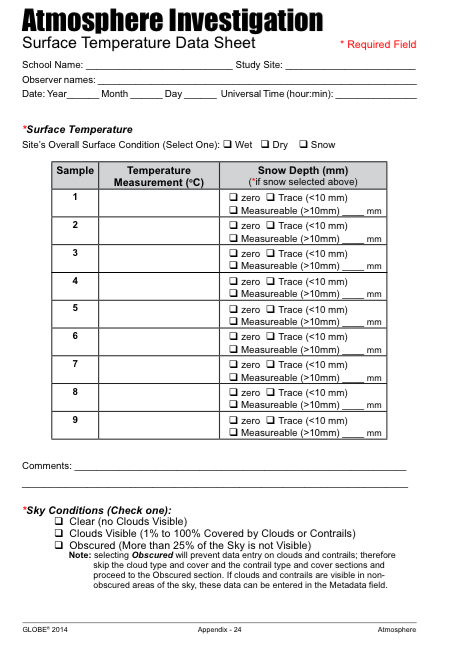 Atmosphere Investigation
Surface Temperature Data Sheet * Required Field
School Name: ____________________________ Study Site: _________________________
Observer names: _____________________________________________________________
Date: Year______ Month ______ Day ______ Universal Time (hour:min): _______________
*Surface Temperature
Site's Overall Surface Condition (Select One): ❑ Wet ❑ Dry ❑ Snow
Sample Temperature Measurement (°C) Snow Depth (mm)
(*if snow selected above)
1 ❑ zero ❑ Trace (<10 mm)
❑ Measureable (>10mm) ____ mm
2 ❑ zero ❑ Trace (<10 mm)
❑ Measureable (>10mm) ____ mm
3 ❑ zero ❑ Trace (<10 mm)
❑ Measureable (>10mm) ____ mm
4 ❑ zero ❑ Trace (<10 mm)
❑ Measureable (>10mm) ____ mm
5 ❑ zero ❑ Trace (<10 mm)
❑ Measureable (>10mm) ____ mm
6 ❑ zero ❑ Trace (<10 mm)
❑ Measureable (>10mm) ____ mm
7 ❑ zero ❑ Trace (<10 mm)
❑ Measureable (>10mm) ____ mm
8 ❑ zero ❑ Trace (<10 mm)
❑ Measureable (>10mm) ____ mm
9 ❑ zero ❑ Trace (<10 mm)
❑ Measureable (>10mm) ____ mm
Comments: _______________________________________________________________
*Sky Conditions (Check one):
❑ Clear (no Clouds Visible)
❑ Clouds Visible (1% to 100% Covered by Clouds or Contrails)
❑ Obscured (More than 25% of the Sky is not Visible)
Note: selecting Obscured will prevent data entry on clouds and contrails; therefore
skip the cloud type and cover and the contrail type and cover sections and
proceed to the Obscured section. If clouds and contrails are visible in non-
obscured areas of the sky, these data can be entered in the Metadata field.
GLOBE® 2014 Appendix - 24 Atmosphere